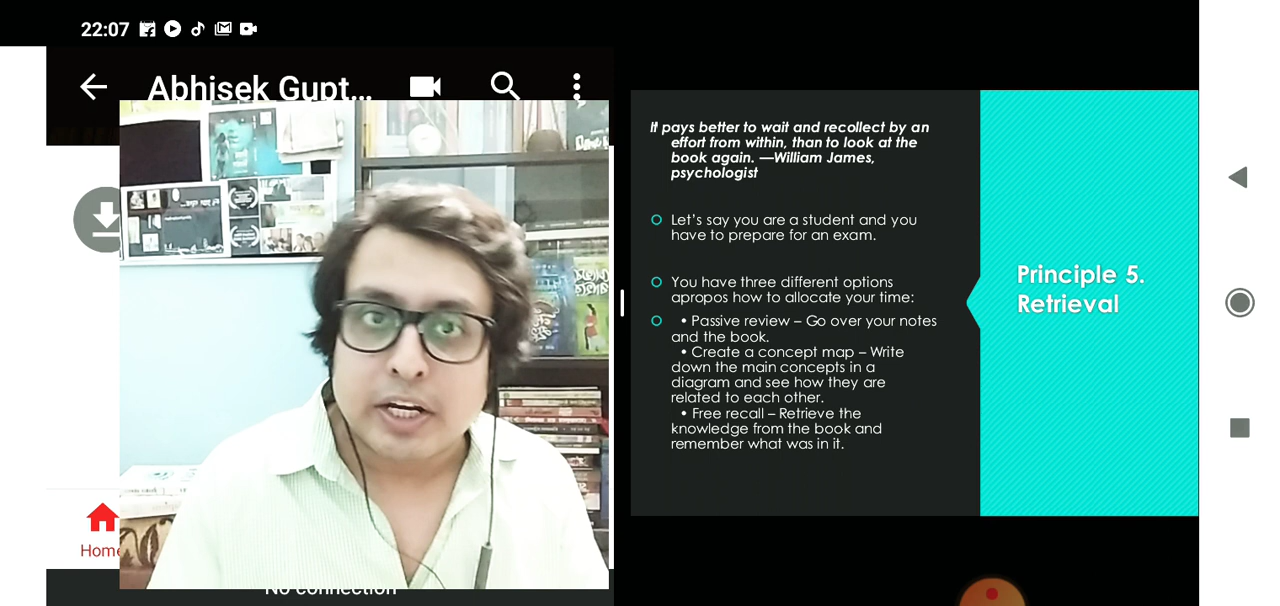 22:07
Abhisek Gupt...
Home
No connection
It pays better to wait and recollect by an
effort from within, than to look at the
book again. —William James,
psychologist
Let's say you are a student and you
have to prepare for an exam.
You have three different options
apropos how to allocate your time:
• Passive review – Go over your notes
and the book.
• Create a concept map – Write
down the main concepts in a
diagram and see how they are
related to each other.
• Free recall – Retrieve the
knowledge from the book and
remember what was in it.
Principle 5.
Retrieval